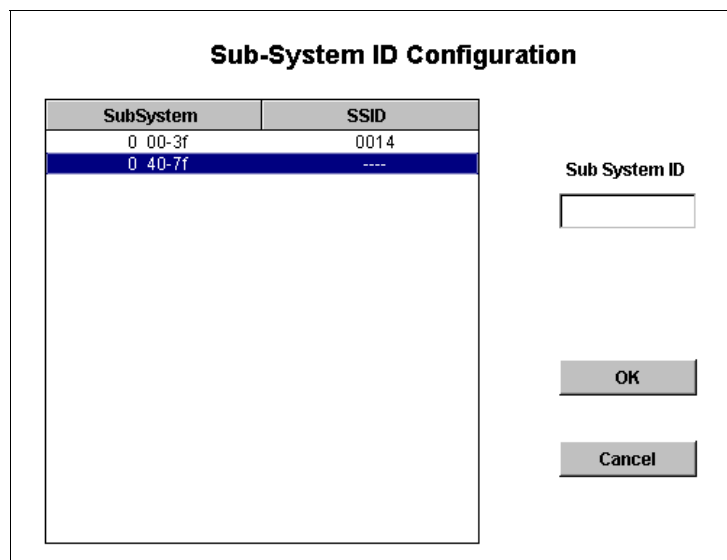 Sub-System ID Configuration
SubSystem SSID
0 00-3f 0014
0 40-7f ----
Sub System ID
OK
Cancel